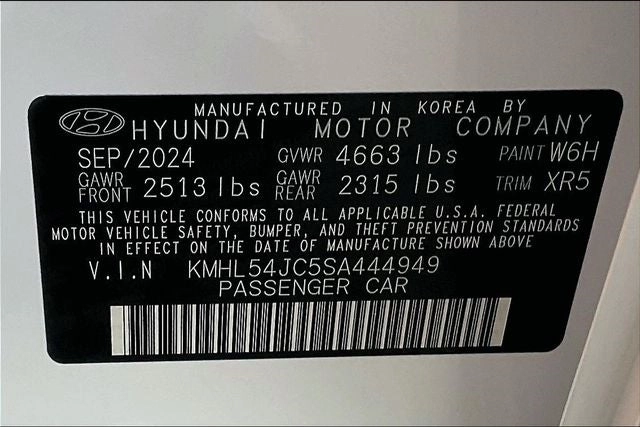 MANUFACTURED IN KOREA BY
HYUNDAI MOTOR COMPANY
SEP/2024 GVWR 4663 lbs PAINT W6H
GAWR FRONT 2513 lbs GAWR REAR 2315 lbs TRIM XR5
THIS VEHICLE CONFORMS TO ALL APPLICABLE U.S.A. FEDERAL
MOTOR VEHICLE SAFETY, BUMPER, AND THEFT PREVENTION STANDARDS
IN EFFECT ON THE DATE OF MANUFACTURE SHOWN ABOVE
V.I.N KMHL54JC5SA444949
PASSENGER CAR